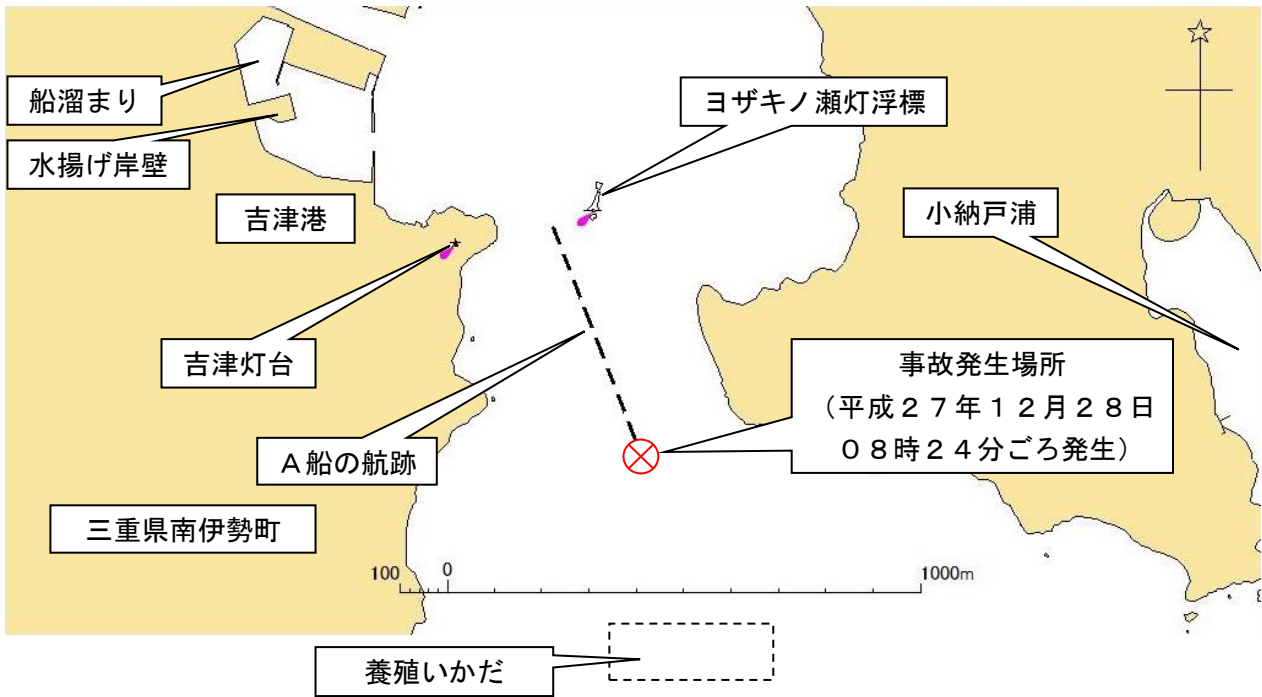 船溜まり
ヨザキノ瀬灯浮標
水揚げ岸壁
吉津港
小納戸浦
吉津灯台
事故発生場所
（平成２７年１２月２８日
０８時２４分ごろ発生）
Ａ船の航跡
三重県南伊勢町
100 0 1000m
養殖いかだ